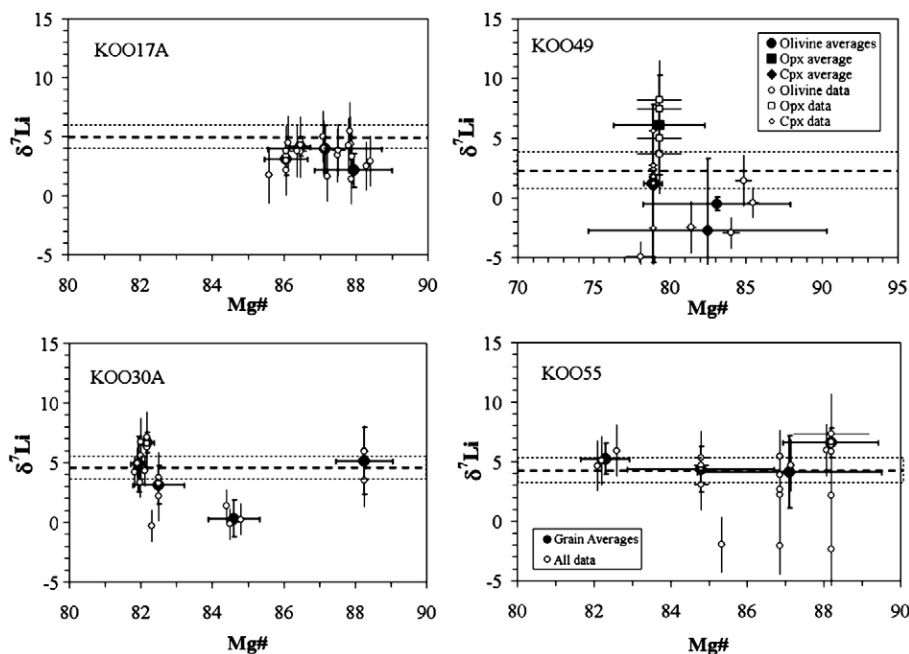 KOO17A
δ⁷Li
15
10
5
0
-5
80 82 84 86 88 90
Mg#
KOO49
Olivine averages
Opx average
Cpx average
Olivine data
Opx data
Cpx data
δ⁷Li
15
10
5
0
-5
70 75 80 85 90 95
Mg#
KOO30A
δ⁷Li
15
10
5
0
-5
80 82 84 86 88 90
Mg#
KOO55
Grain Averages
All data
δ⁷Li
15
10
5
0
-5
80 82 84 86 88 90
Mg#